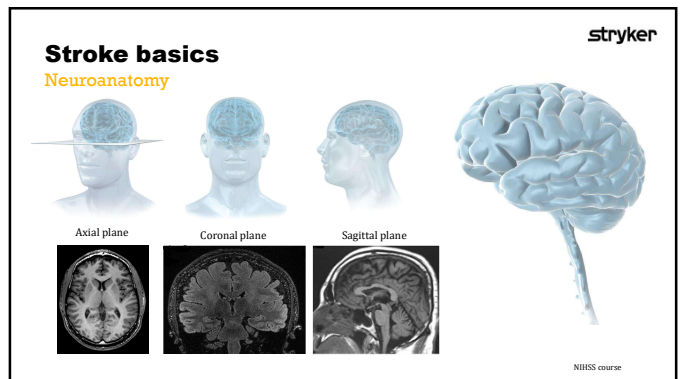 stryker
Stroke basics
Neuroanatomy
Axial plane
Coronal plane
Sagittal plane
NIHSS course